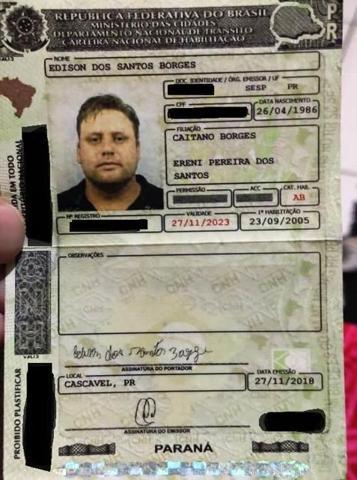 REPÚBLICA FEDERATIVA DO BRASIL
MINISTÉRIO DAS CIDADES
DEPARTAMENTO NACIONAL DE TRÂNSITO
CARTEIRA NACIONAL DE HABILITAÇÃO
PR
NOME
EDISON DOS SANTOS BORGES
DOC. IDENTIDADE / ÓRG. EMISSOR / UF
SESP PR
CPF
DATA NASCIMENTO
26/04/1986
FILIAÇÃO
CAITANO BORGES
ERENI PEREIRA DOS
SANTOS
PERMISSÃO
ACC
CAT. HAB.
AB
Nº REGISTRO
VALIDADE
1ª HABILITAÇÃO
27/11/2023
23/09/2005
OBSERVAÇÕES
ASSINATURA DO PORTADOR
LOCAL
DATA EMISSÃO
CASCAVEL, PR
27/11/2018
ASSINATURA DO EMISSOR
PARANÁ
PROIBIDO PLASTIFICAR